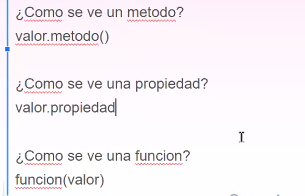 ¿Como se ve un metodo?
valor.metodo()
¿Como se ve una propiedad?
valor.propiedad
¿Como se ve una funcion?
funcion(valor)